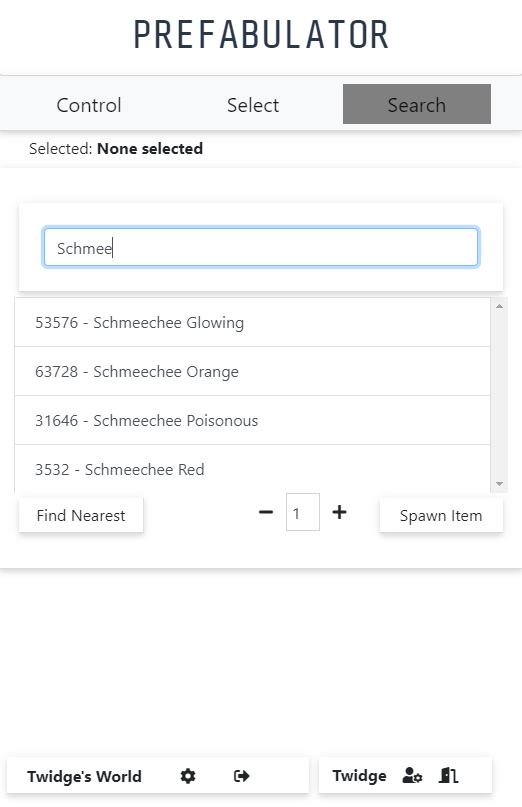 PREFABULATOR
Control Select Search
Selected: None selected
Schmee
53576 - Schmeechee Glowing
63728 - Schmeechee Orange
31646 - Schmeechee Poisonous
3532 - Schmeechee Red
Find Nearest 1 Spawn Item
Twidge's World Twidge